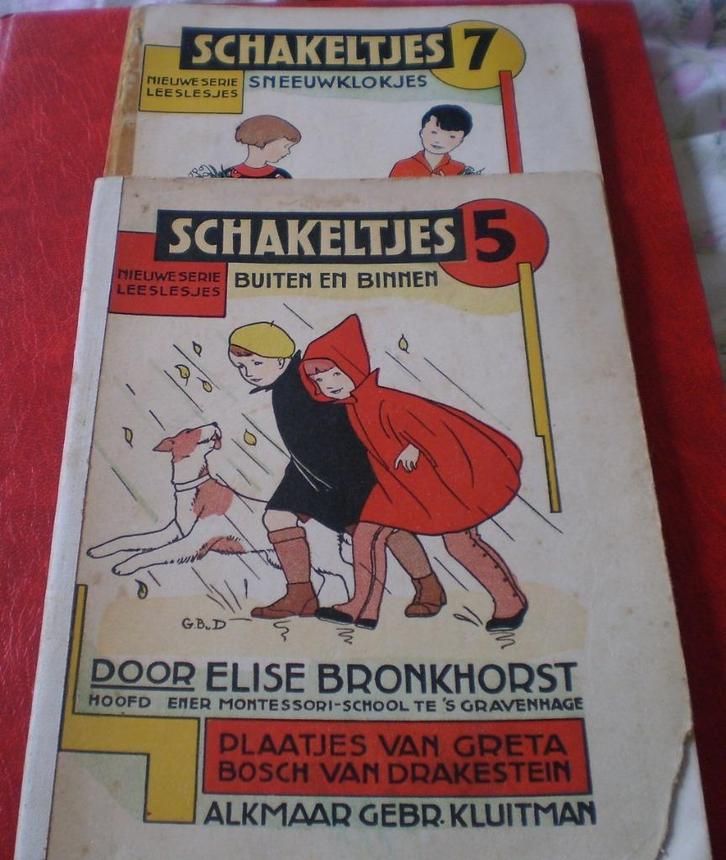 SCHAKELTJES 7
NIEUWE SERIE
LEESLESJES
SNEEUWKLOKJES
SCHAKELTJES 5
NIEUWE SERIE
LEESLESJES
BUITEN EN BINNEN
G.B.v.D
DOOR ELISE BRONKHORST
HOOFD EENER MONTESSORI-SCHOOL TE 'S GRAVENHAGE
PLAATJES VAN GRETA
BOSCH VAN DRAKESTEIN
ALKMAAR GEBR. KLUITMAN